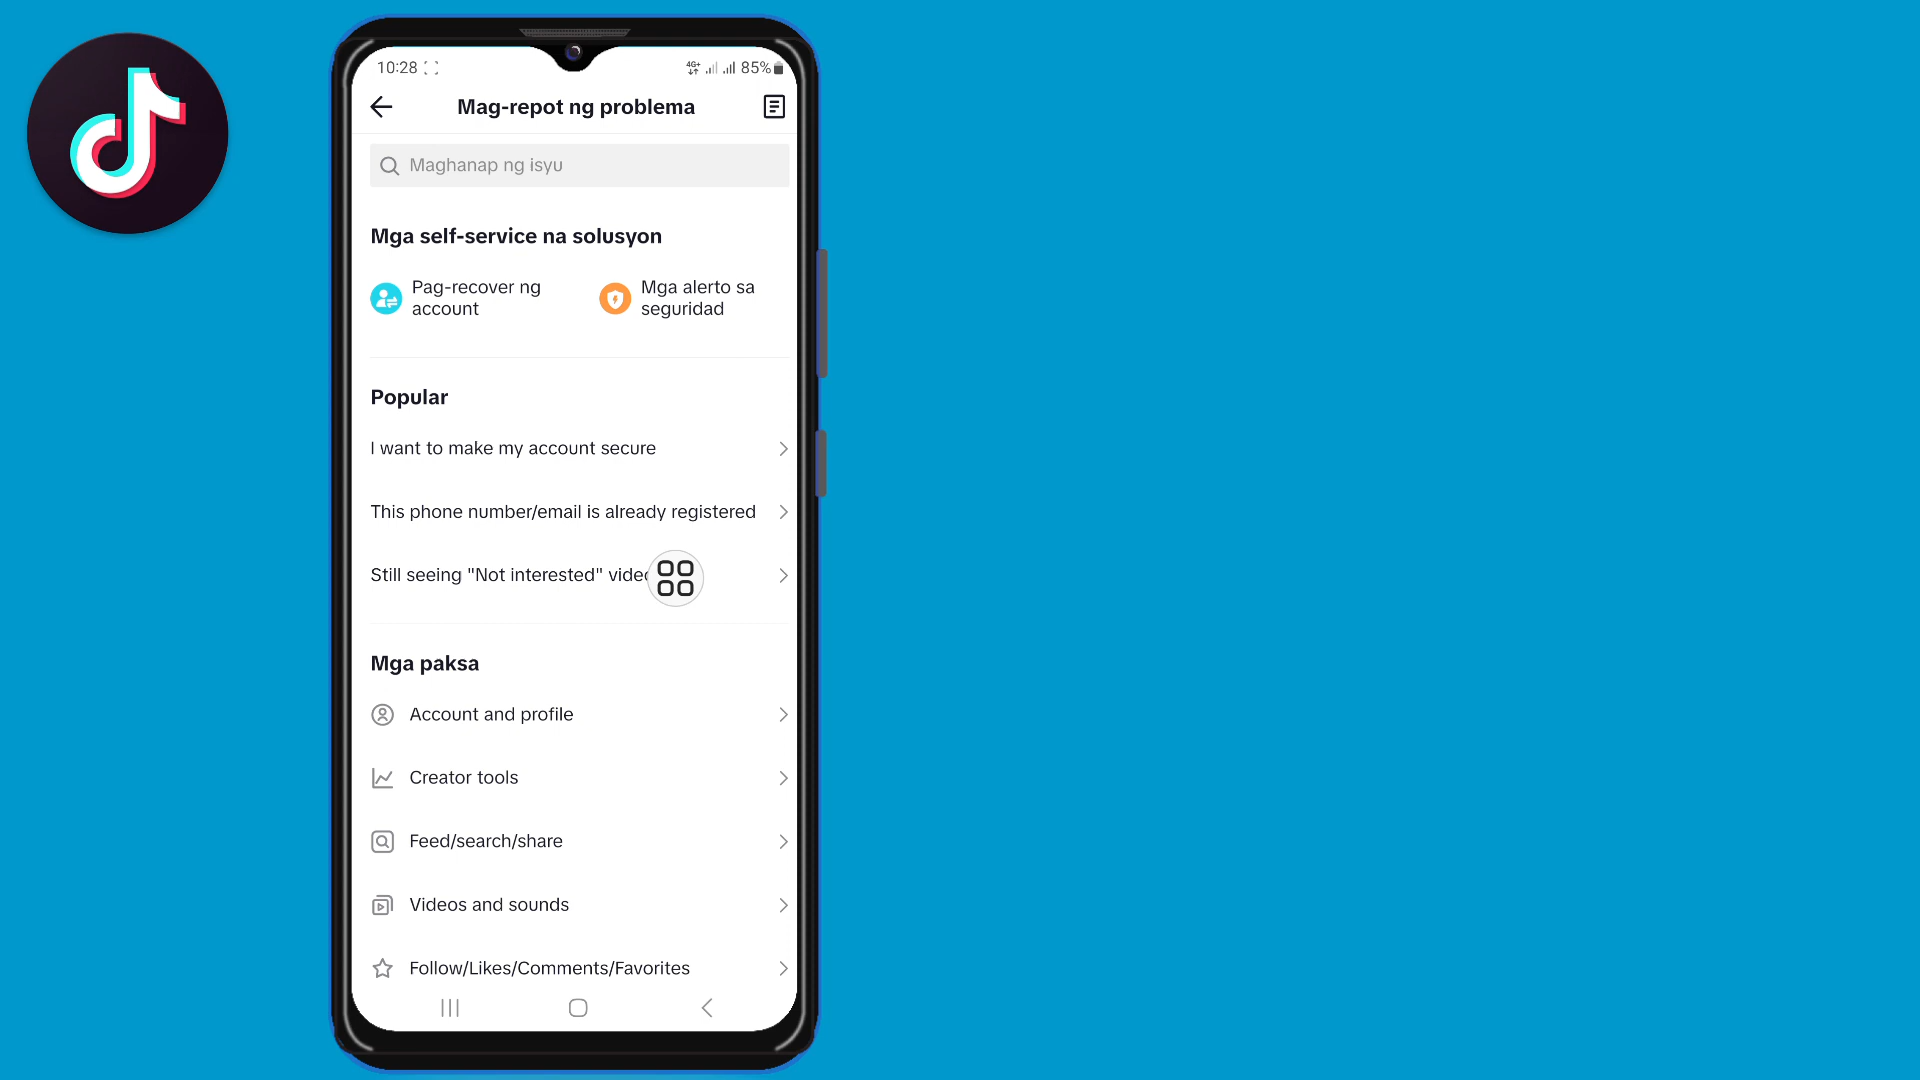 10:28
4G+ 85%
Mag-repot ng problema
Maghanap ng isyu
Mga self-service na solusyon
Pag-recover ng
account
Mga alerto sa
seguridad
Popular
I want to make my account secure
This phone number/email is already registered
Still seeing "Not interested"
Mga paksa
Account and profile
Creator tools
Feed/search/share
Videos and sounds
Follow/Likes/Comments/Favorites